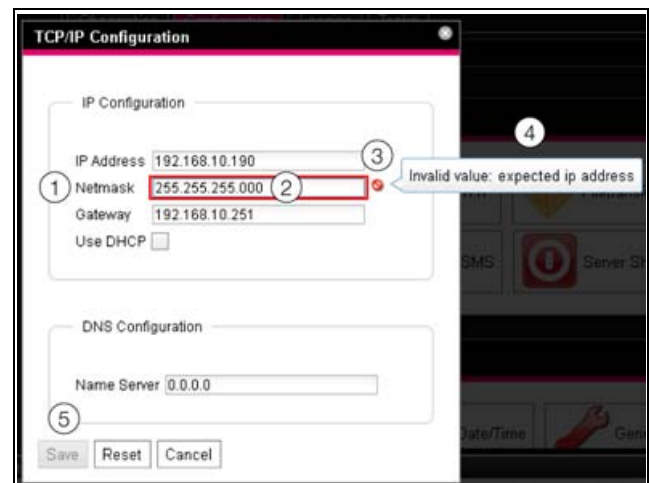 TCP/IP Configuration
IP Configuration
IP Address 192.168.10.190
③
④
① Netmask 255.255.255.000 ②
Invalid value: expected ip address
Gateway 192.168.10.251
Use DHCP
SMS
Server
DNS Configuration
Name Server 0.0.0.0
⑤
Date/Time
Save Reset Cancel